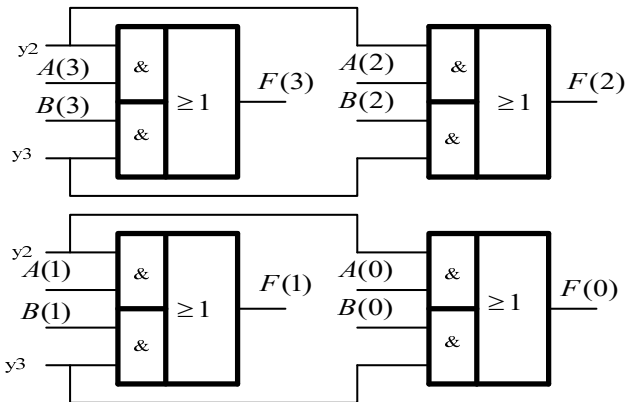 y2
A(3)
B(3)
y3
&
&
≥1
F(3)
A(2)
B(2)
&
&
≥1
F(2)
y2
A(1)
B(1)
y3
&
&
≥1
F(1)
A(0)
B(0)
&
&
≥1
F(0)